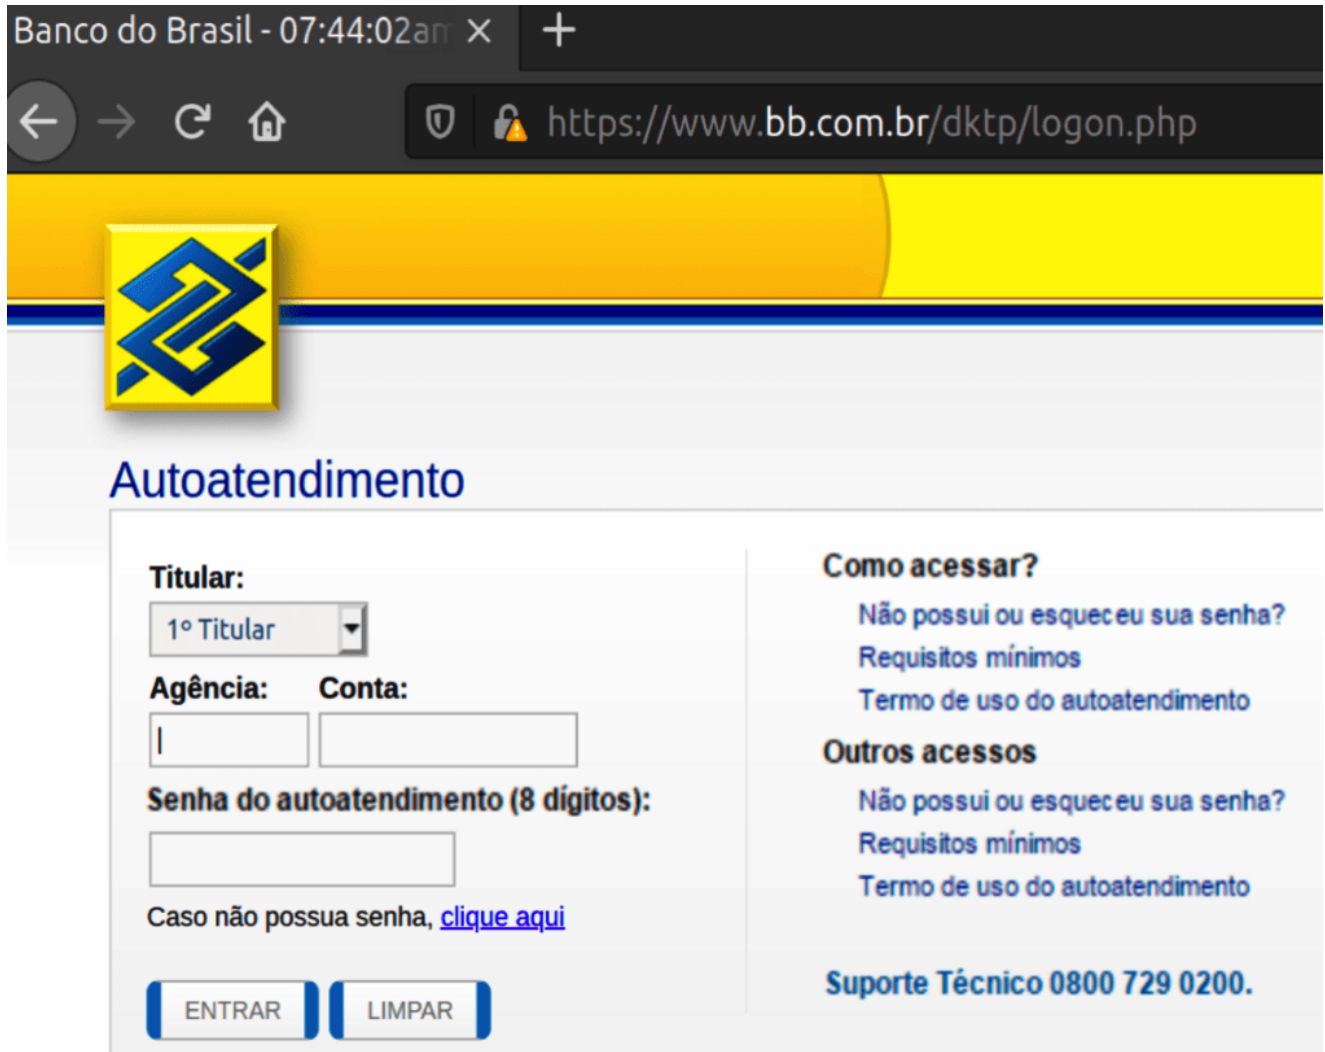 Banco do Brasil - 07:44:02am
https://www.bb.com.br/dktp/logon.php
Autoatendimento
Titular:
1º Titular
Agência: Conta:
Senha do autoatendimento (8 dígitos):
Caso não possua senha, clique aqui
ENTRAR LIMPAR
Como acessar?
Não possui ou esqueceu sua senha?
Requisitos mínimos
Termo de uso do autoatendimento
Outros acessos
Não possui ou esqueceu sua senha?
Requisitos mínimos
Termo de uso do autoatendimento
Suporte Técnico 0800 729 0200.